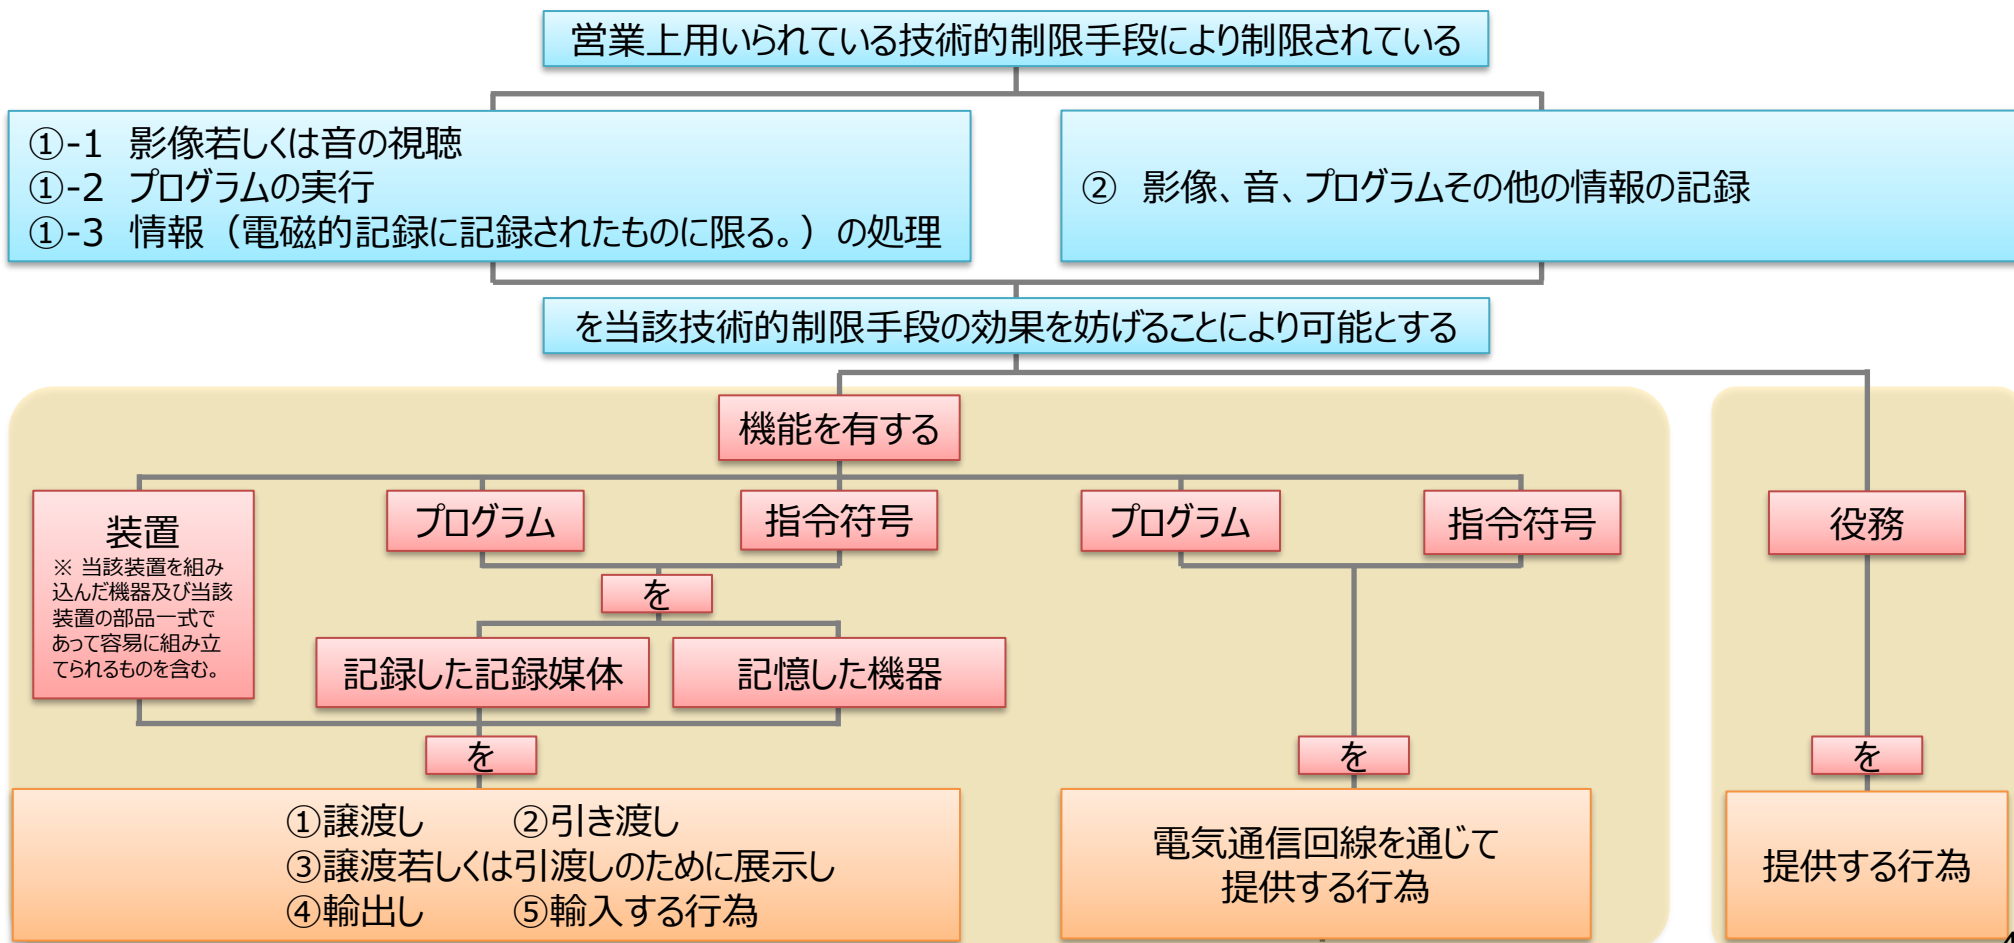 営業上用いられている技術的制限手段により制限されている
①-1 影像若しくは音の視聴
①-2 プログラムの実行
①-3 情報（電磁的記録に記録されたものに限る。）の処理
② 影像、音、プログラムその他の情報の記録
を当該技術的制限手段の効果を妨げることにより可能とする
機能を有する
装置
※ 当該装置を組み
込んだ機器及び当該
装置の部品一式で
あって容易に組み立
てられるものを含む。
プログラム
指令符号
プログラム
指令符号
役務
を
記録した記録媒体
記憶した機器
を
を
を
①譲渡し ②引き渡し
③譲渡若しくは引渡しのために展示し
④輸出し ⑤輸入する行為
電気通信回線を通じて
提供する行為
提供する行為